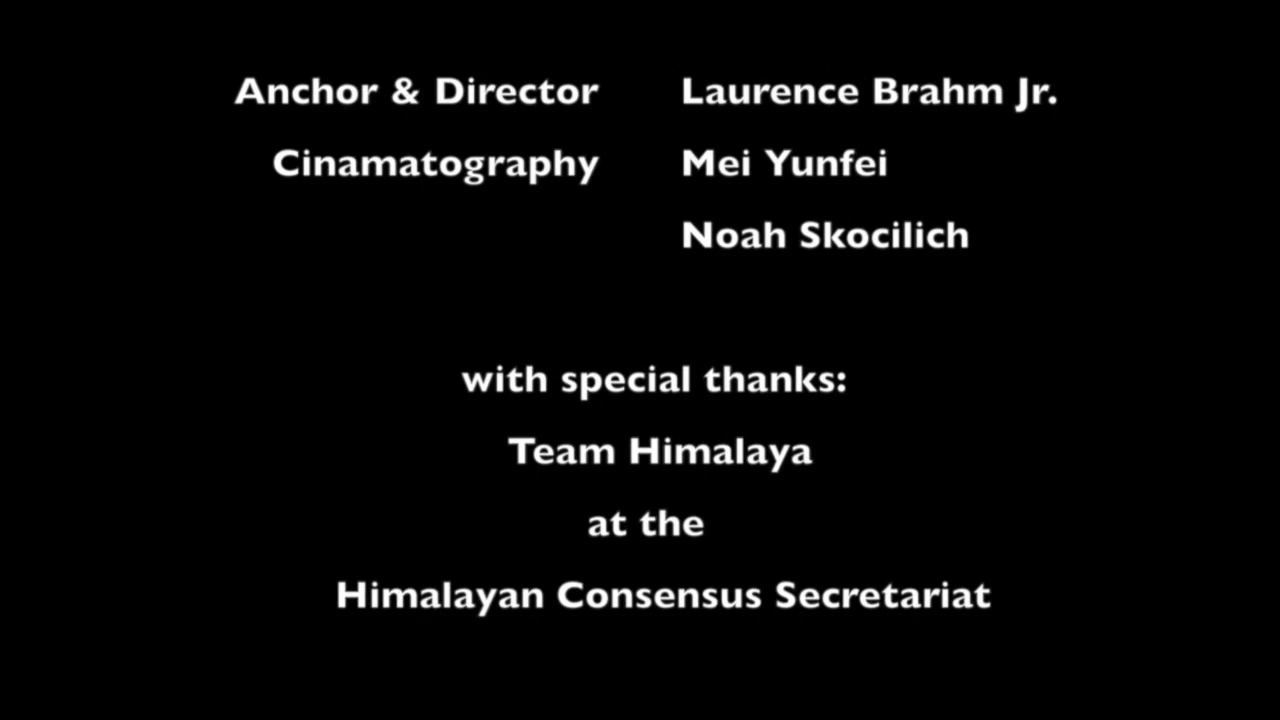 Anchor & Director Laurence Brahm Jr.
Cinamatography Mei Yunfei
Noah Skocilich
with special thanks:
Team Himalaya
at the
Himalayan Consensus Secretariat